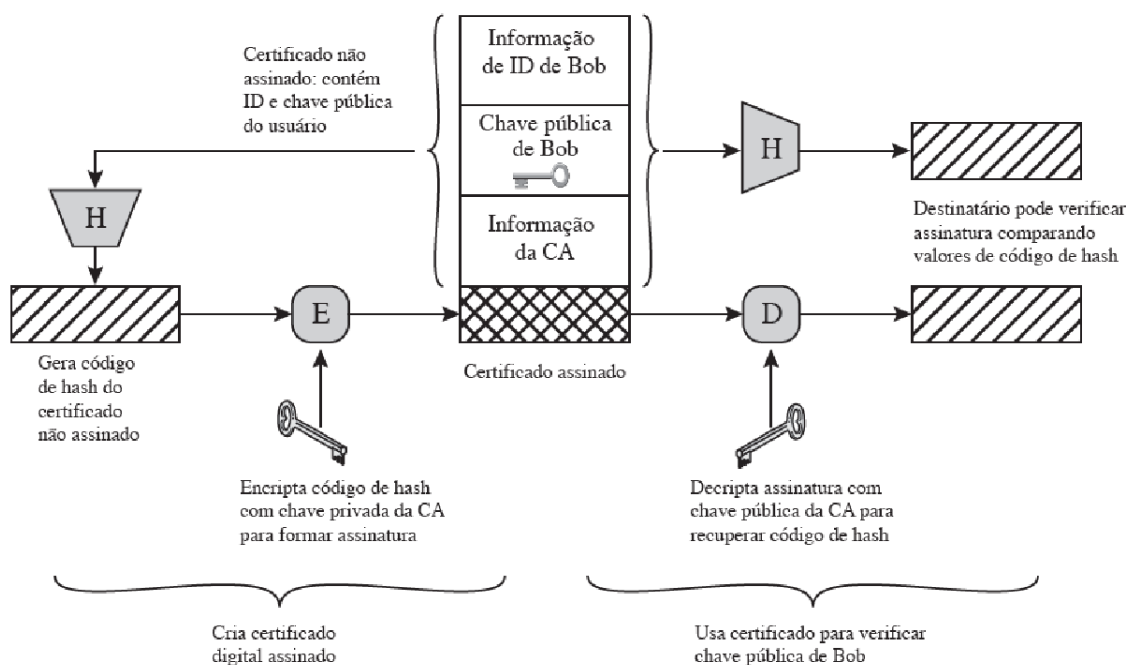 Certificado não
assinado: contém
ID e chave pública
do usuário
Informação
de ID de Bob
Chave pública
de Bob
Informação
da CA
H
H
Destinatário pode verificar
assinatura comparando
valores de código de hash
E
D
Gera código
de hash do
certificado
não assinado
Certificado assinado
Encripta código de hash
com chave privada da CA
para formar assinatura
Decripta assinatura com
chave pública da CA para
recuperar código de hash
Cria certificado
digital assinado
Usa certificado para verificar
chave pública de Bob